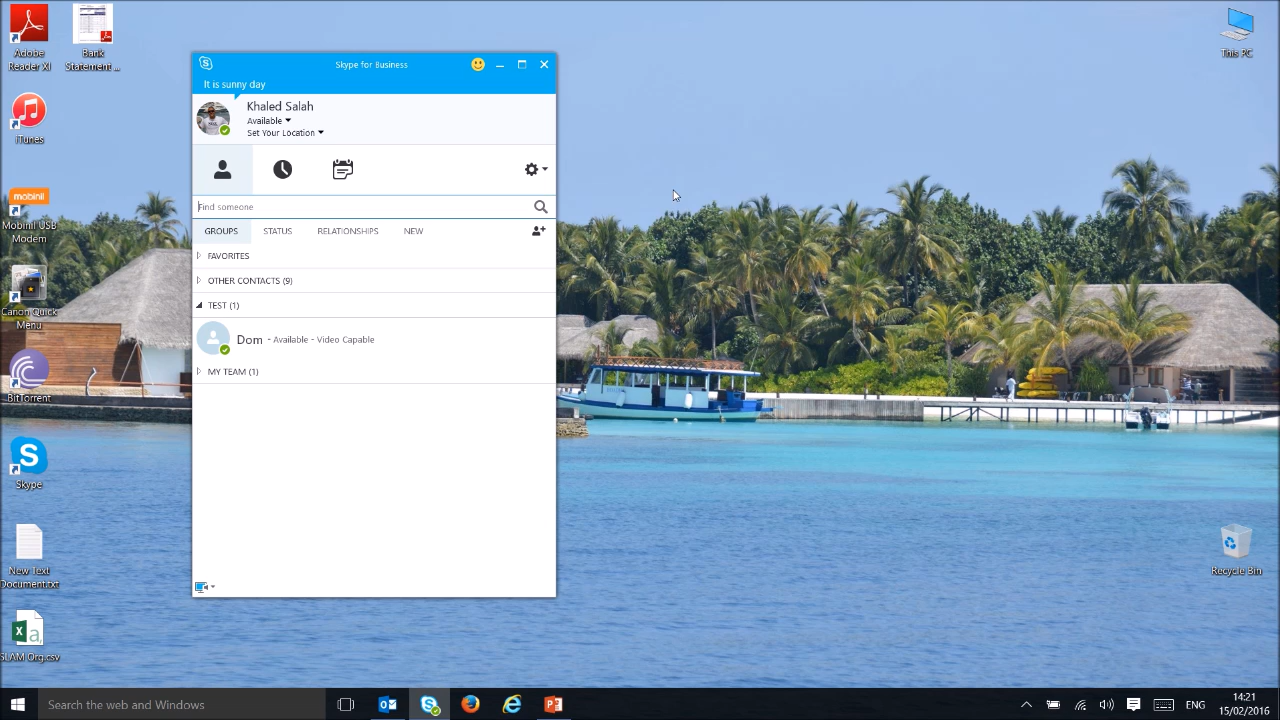 Adobe
Reader XI
Bank
Statement ...
iTunes
mobinil
Mobinil USB
Modem
Canon Quick
Menu
BitTorrent
Skype
New Text
Document.txt
SLAM Org.csv
Skype for Business
It is sunny day
Khaled Salah
Available
Set Your Location
Find someone
GROUPS STATUS RELATIONSHIPS NEW
FAVORITES
OTHER CONTACTS (9)
TEST (1)
Dom - Available - Video Capable
MY TEAM (1)
This PC
Recycle Bin
Search the web and Windows
ENG
14:21
15/02/2016